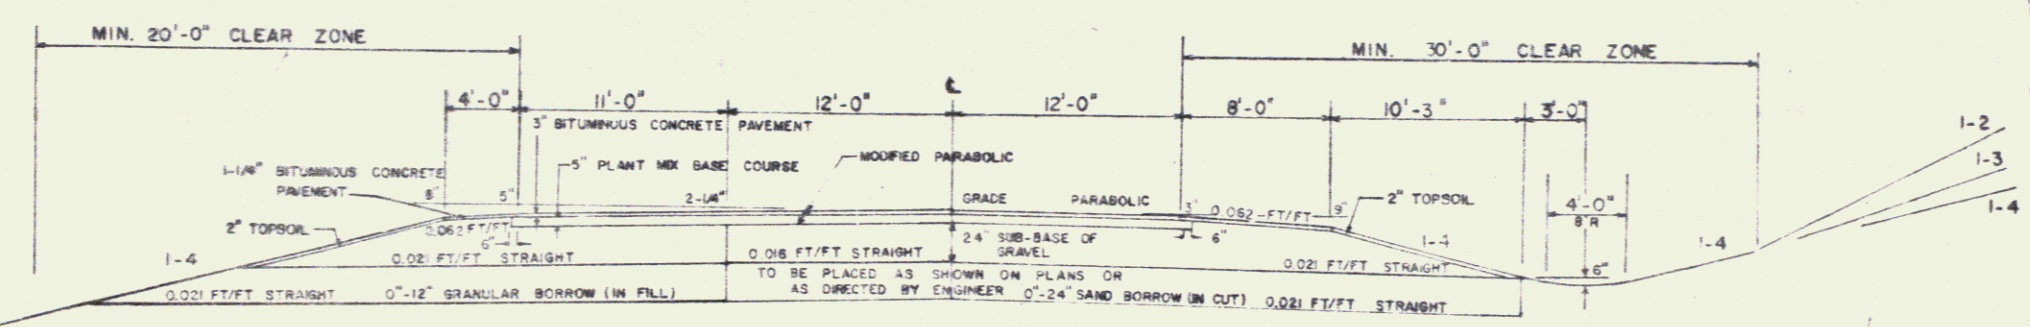 MIN. 20'-0" CLEAR ZONE
MIN. 30'-0" CLEAR ZONE
4'-0" 11'-0" 12'-0" ℄ 12'-0" 8'-0" 10'-3" 3'-0"
3" BITUMINOUS CONCRETE PAVEMENT
1-2
1-3
1-4
5" PLANT MIX BASE COURSE
MODIFIED PARABOLIC
1-1/4" BITUMINOUS CONCRETE
PAVEMENT
8" 5" 2-1/4"
GRADE PARABOLIC
3" 0.062-FT/FT 9" 2" TOPSOIL
4'-0"
8'R
2" TOPSOIL
0.062 FT/FT
6"
24" SUB-BASE OF
GRAVEL
6"
1-4
1-4
1-4 0.021 FT/FT STRAIGHT 0.016 FT/FT STRAIGHT 0.021 FT/FT STRAIGHT 6"
TO BE PLACED AS SHOWN ON PLANS OR
AS DIRECTED BY ENGINEER
0.021 FT/FT STRAIGHT 0"-12" GRANULAR BORROW (IN FILL) 0"-24" SAND BORROW (IN CUT) 0.021 FT/FT STRAIGHT